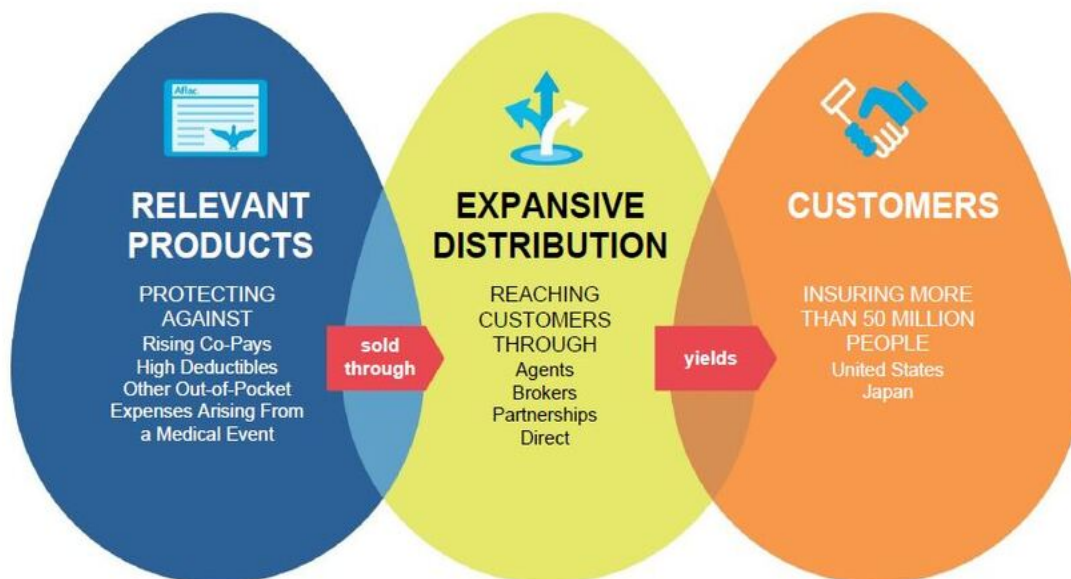 Aflac.
RELEVANT
PRODUCTS
PROTECTING
AGAINST
Rising Co-Pays
High Deductibles
Other Out-of-Pocket
Expenses Arising From
a Medical Event
sold
through
EXPANSIVE
DISTRIBUTION
REACHING
CUSTOMERS
THROUGH
Agents
Brokers
Partnerships
Direct
yields
CUSTOMERS
INSURING MORE
THAN 50 MILLION
PEOPLE
United States
Japan